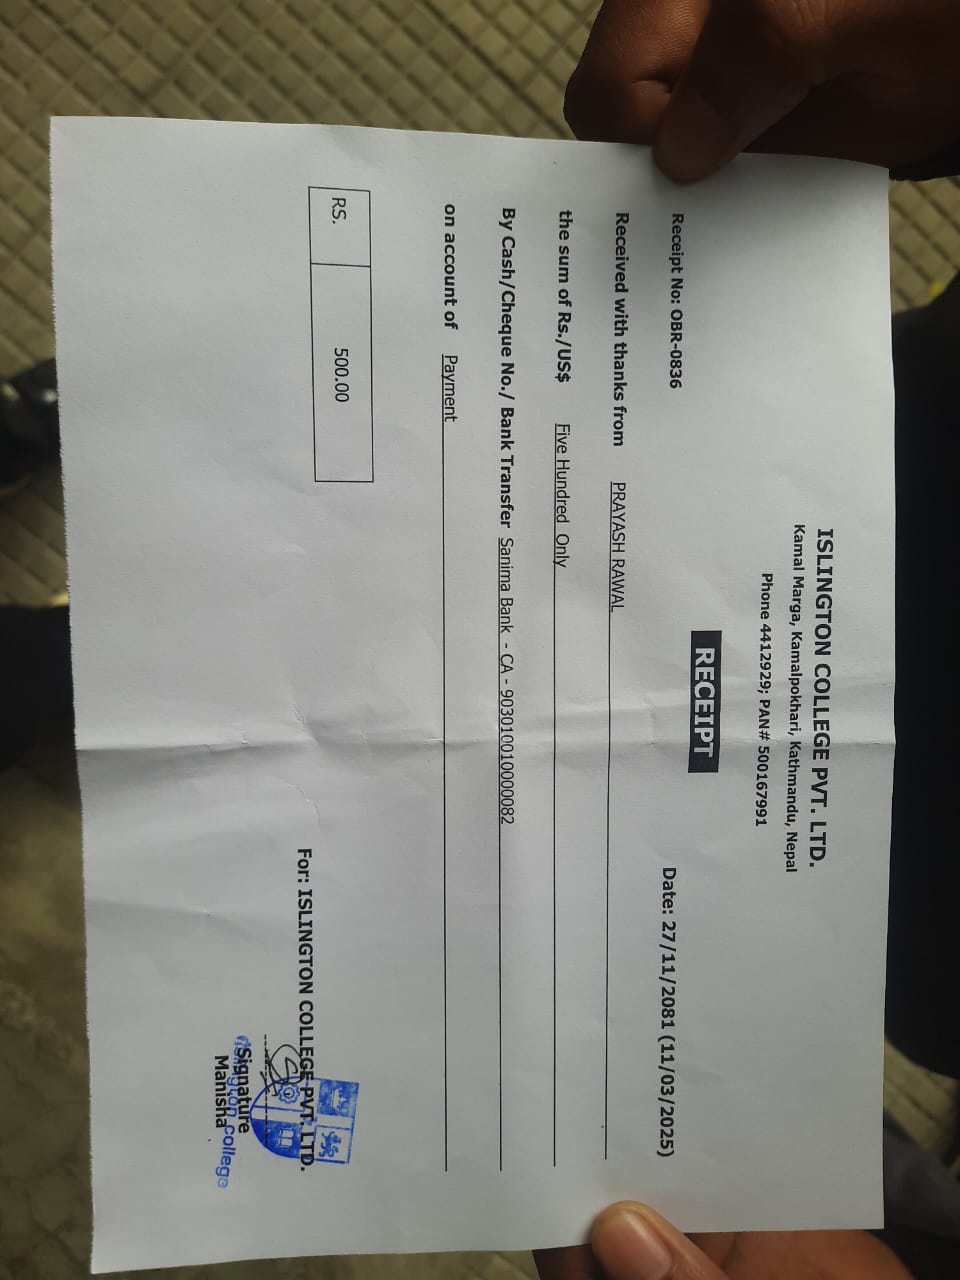 ISLINGTON COLLEGE PVT. LTD.
Kamal Marga, Kamalpokhari, Kathmandu, Nepal
Phone 4412929; PAN# 500167991
RECEIPT
Receipt No: OBR-0836 Date: 27/11/2081 (11/03/2025)
Received with thanks from PRAYASH RAWAL
the sum of Rs./US$ Five Hundred Only
By Cash/Cheque No./ Bank Transfer Sanima Bank - CA - 903010010000082
on account of Payment
RS. 500.00
For: ISLINGTON COLLEGE PVT. LTD.
Signature
Manisha
islington college